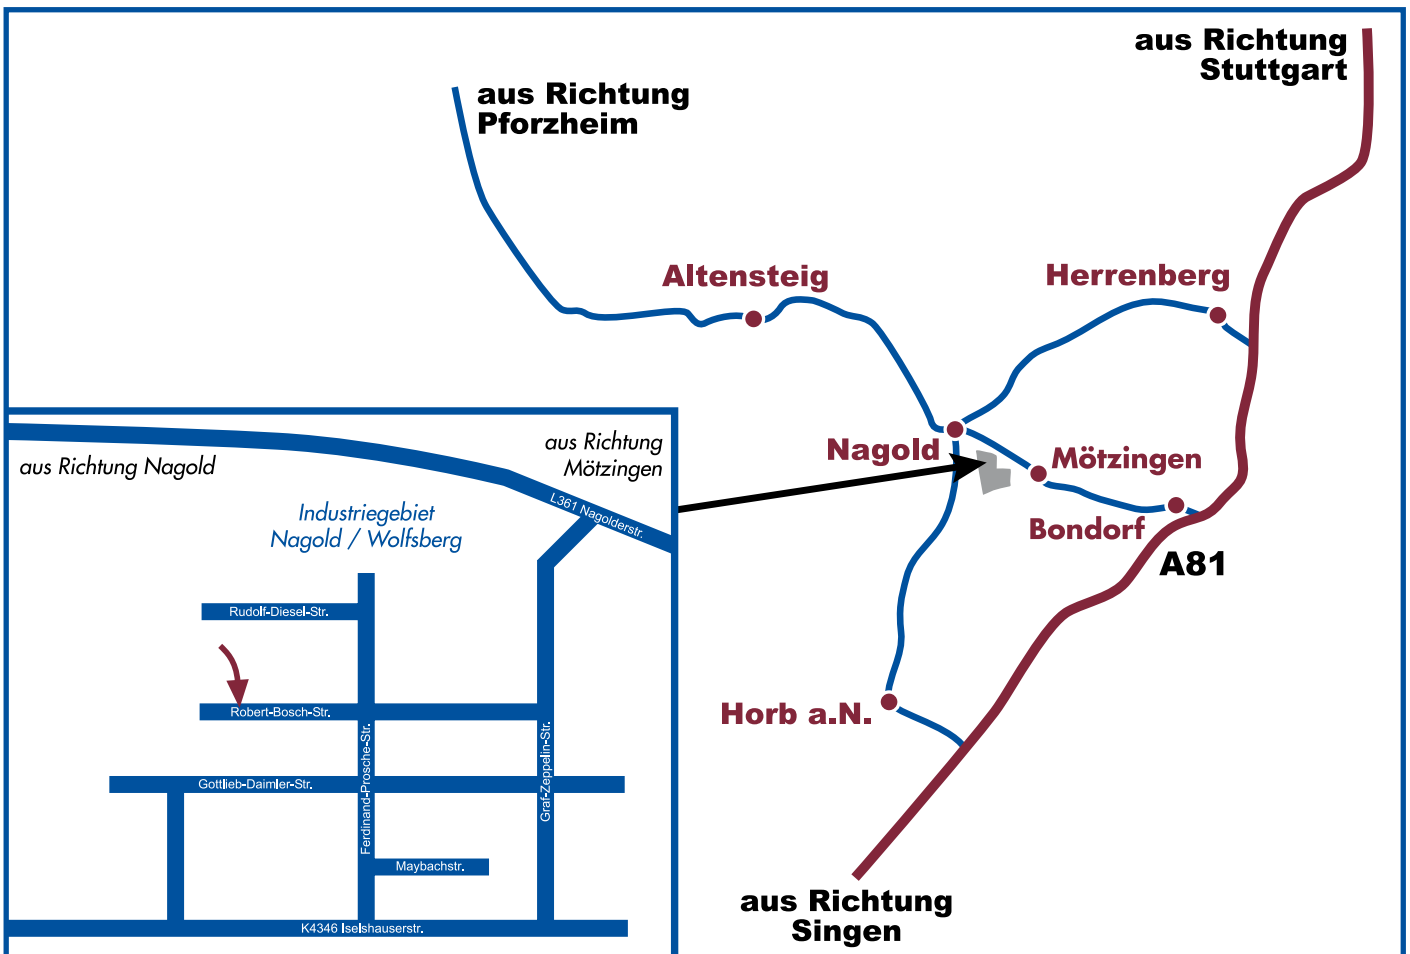 aus Richtung
Stuttgart
aus Richtung
Pforzheim
Altensteig
Herrenberg
Nagold
Mötzingen
Bondorf
A81
Horb a.N.
aus Richtung
Singen
aus Richtung Nagold
aus Richtung
Mötzingen
L361 Nagolderstr.
Industriegebiet
Nagold / Wolfsberg
Rudolf-Diesel-Str.
Robert-Bosch-Str.
Ferdinand-Prosche-Str.
Graf-Zeppelin-Str.
Gottlieb-Daimler-Str.
Maybachstr.
K4346 Iselshauserstr.